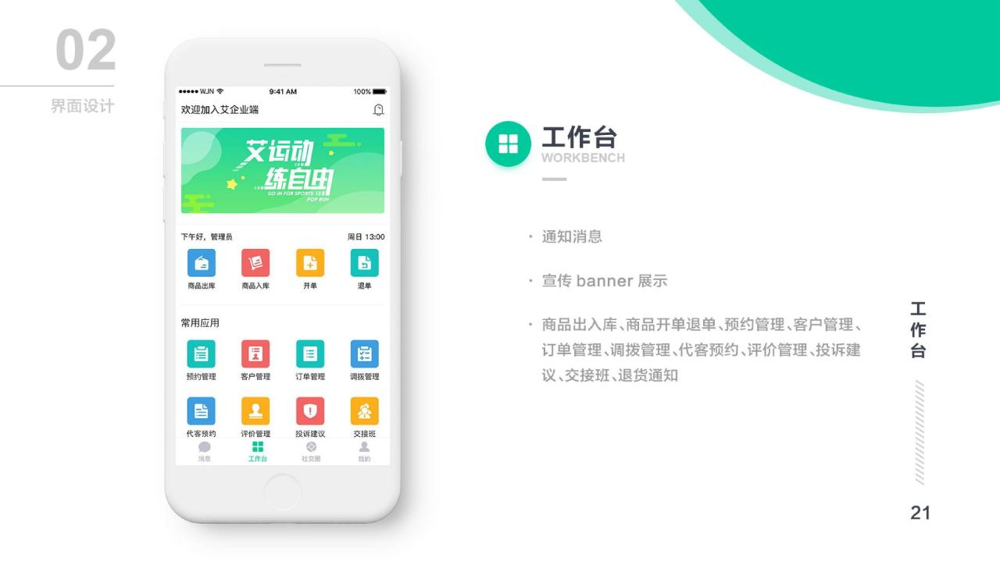 02
界面设计
WJN
9:41 AM
100%
欢迎加入艾企业端
艾运动
练自由
GO IN FOR SPORTS
POP RUN
下午好，管理员
周日 13:00
商品出库
商品入库
开单
退单
常用应用
预约管理
客户管理
订单管理
调拨管理
代客预约
评价管理
投诉建议
交接班
消息
工作台
社交圈
我的
工作台
WORKBENCH
· 通知消息
· 宣传 banner 展示
· 商品出入库、商品开单退单、预约管理、客户管理、
订单管理、调拨管理、代客预约、评价管理、投诉建
议、交接班、退货通知
工作台
21